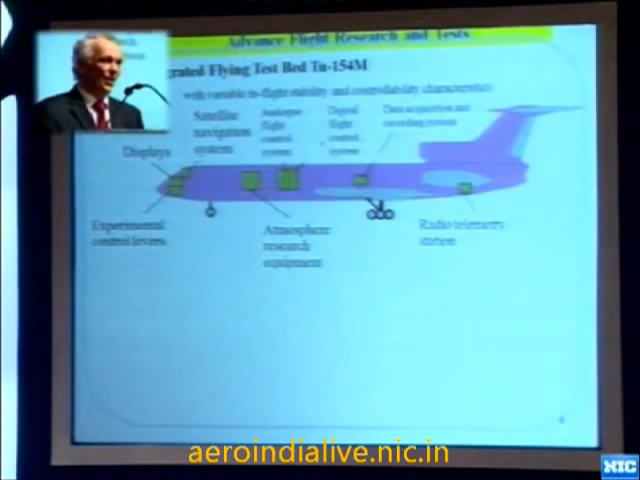 Advance Flight Research and Tests
grated Flying Test Bed Tu-154M
with variable in-flight stability and controllability characteristics
Satellite
navigation
system
Analogue
flight
control
system
Digital
flight
control
system
Data acquisition and
recording system
Displays
Experimental
control levers
Atmosphere
research
equipment
Radio telemetry
station
aeroindialive.nic.in
NIC